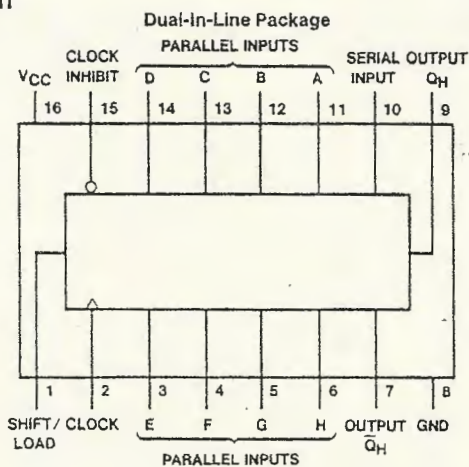 Dual-In-Line Package
PARALLEL INPUTS
CLOCK INHIBIT
SERIAL INPUT
OUTPUT QH
VCC
D C B A
16 15 14 13 12 11 10 9
1 2 3 4 5 6 7 8
SHIFT/ LOAD
CLOCK
E F G H
OUTPUT Q̅H
GND
PARALLEL INPUTS